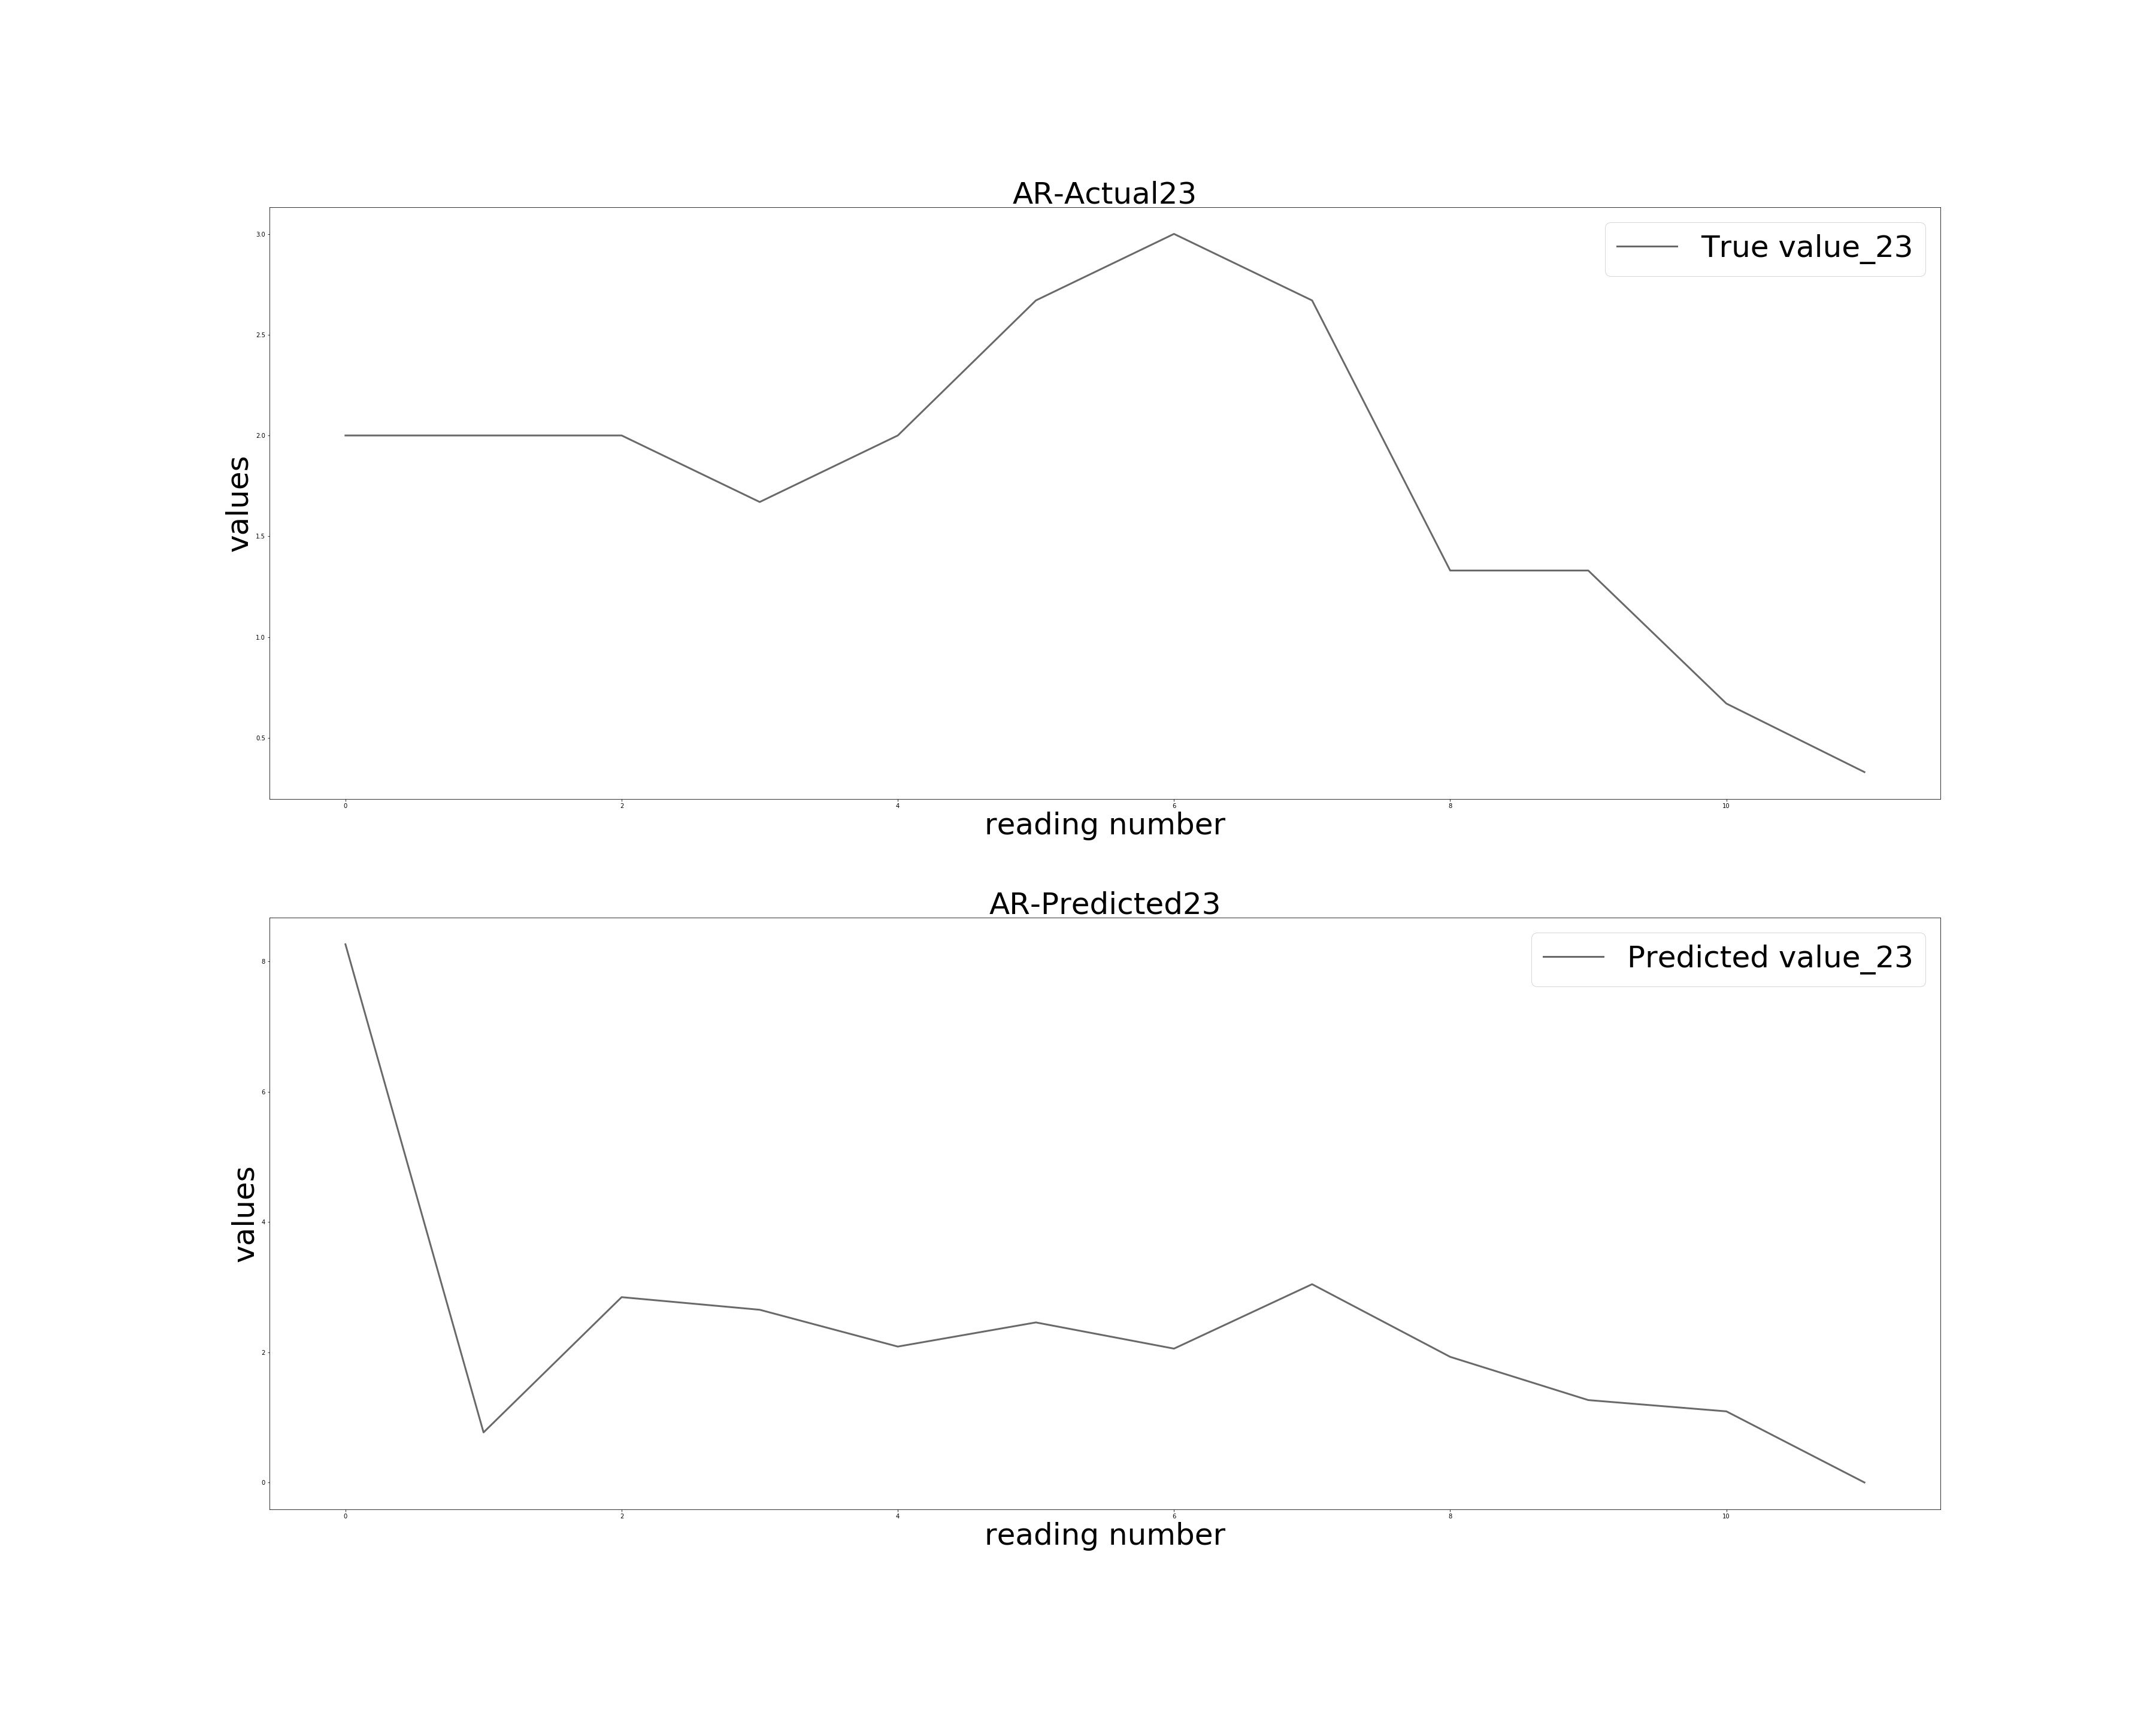 AR-Actual23
True value_23
3.0
2.5
2.0
1.5
1.0
0.5
values
0 2 4 6 8 10
reading number
AR-Predicted23
Predicted value_23
8
6
4
2
0
values
0 2 4 6 8 10
reading number